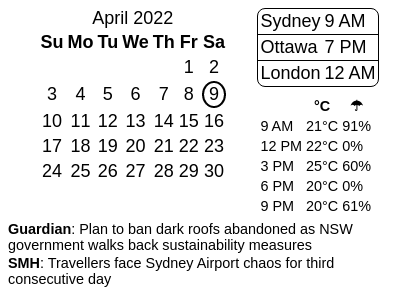 April 2022
Su Mo Tu We Th Fr Sa
1 2
3 4 5 6 7 8 9
10 11 12 13 14 15 16
17 18 19 20 21 22 23
24 25 26 27 28 29 30
Sydney 9 AM
Ottawa 7 PM
London 12 AM
°C ☂
9 AM 21°C 91%
12 PM 22°C 0%
3 PM 25°C 60%
6 PM 20°C 0%
9 PM 20°C 61%
Guardian: Plan to ban dark roofs abandoned as NSW
government walks back sustainability measures
SMH: Travellers face Sydney Airport chaos for third
consecutive day